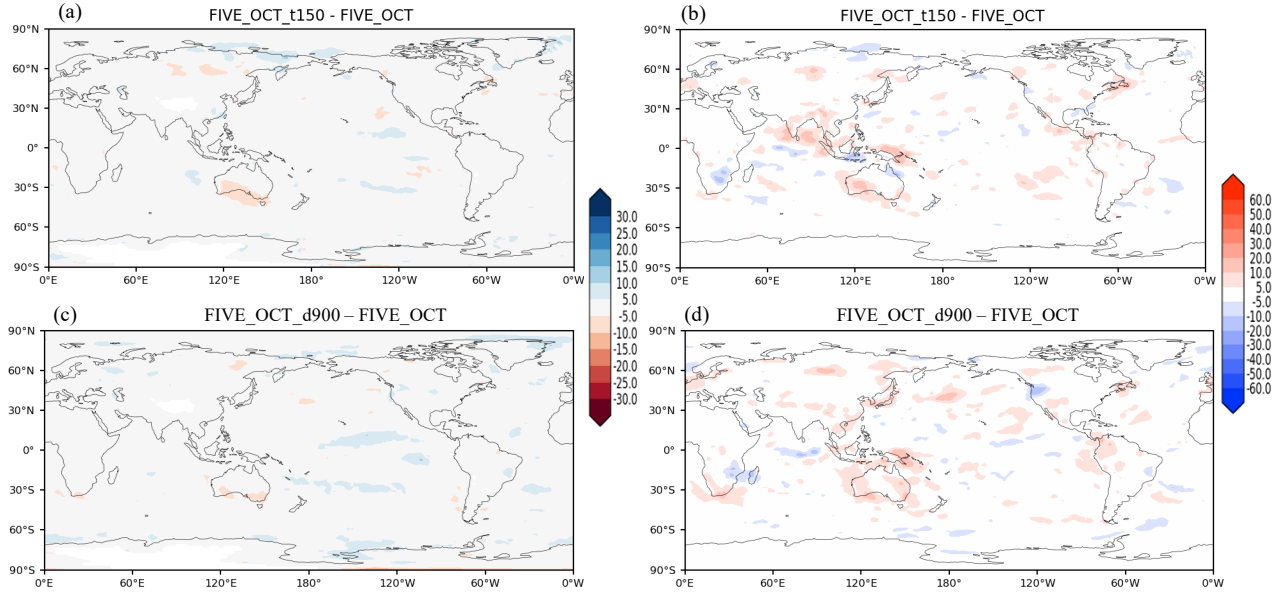 (a) FIVE_OCT_t150 - FIVE_OCT
90°N
60°N
30°N
0°
30°S
60°S
90°S
0°E 60°E 120°E 180° 120°W 60°W 0°W
(b) FIVE_OCT_t150 - FIVE_OCT
90°N
60°N
30°N
0°
30°S
60°S
90°S
0°E 60°E 120°E 180° 120°W 60°W 0°W
30.0
25.0
20.0
15.0
10.0
5.0
-5.0
-10.0
-15.0
-20.0
-25.0
-30.0
60.0
50.0
40.0
30.0
20.0
10.0
5.0
-5.0
-10.0
-20.0
-30.0
-40.0
-50.0
-60.0
(c) FIVE_OCT_d900 – FIVE_OCT
90°N
60°N
30°N
0°
30°S
60°S
90°S
0°E 60°E 120°E 180° 120°W 60°W 0°W
(d) FIVE_OCT_d900 – FIVE_OCT
90°N
60°N
30°N
0°
30°S
60°S
90°S
0°E 60°E 120°E 180° 120°W 60°W 0°W